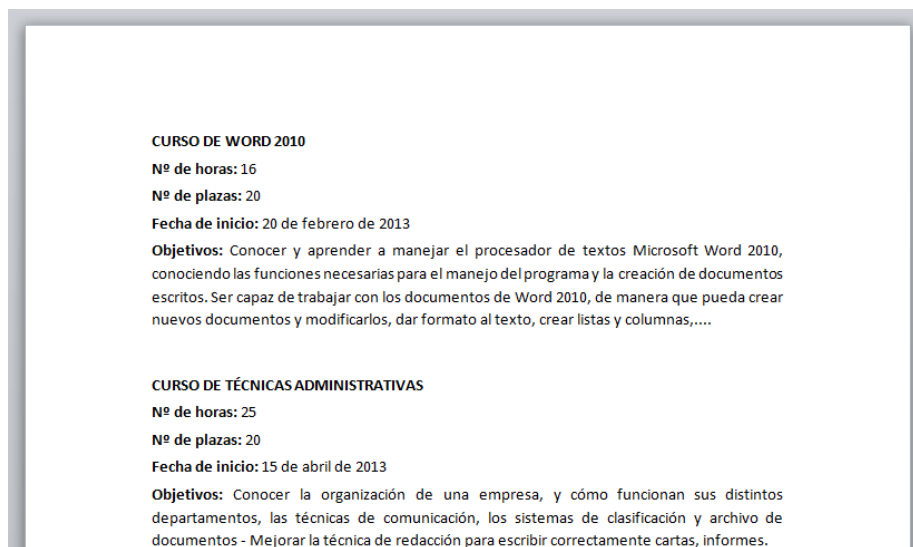 CURSO DE WORD 2010
Nº de horas: 16
Nº de plazas: 20
Fecha de inicio: 20 de febrero de 2013
Objetivos: Conocer y aprender a manejar el procesador de textos Microsoft Word 2010,
conociendo las funciones necesarias para el manejo del programa y la creación de documentos
escritos. Ser capaz de trabajar con los documentos de Word 2010, de manera que pueda crear
nuevos documentos y modificarlos, dar formato al texto, crear listas y columnas,....
CURSO DE TÉCNICAS ADMINISTRATIVAS
Nº de horas: 25
Nº de plazas: 20
Fecha de inicio: 15 de abril de 2013
Objetivos: Conocer la organización de una empresa, y cómo funcionan sus distintos
departamentos, las técnicas de comunicación, los sistemas de clasificación y archivo de
documentos - Mejorar la técnica de redacción para escribir correctamente cartas, informes.